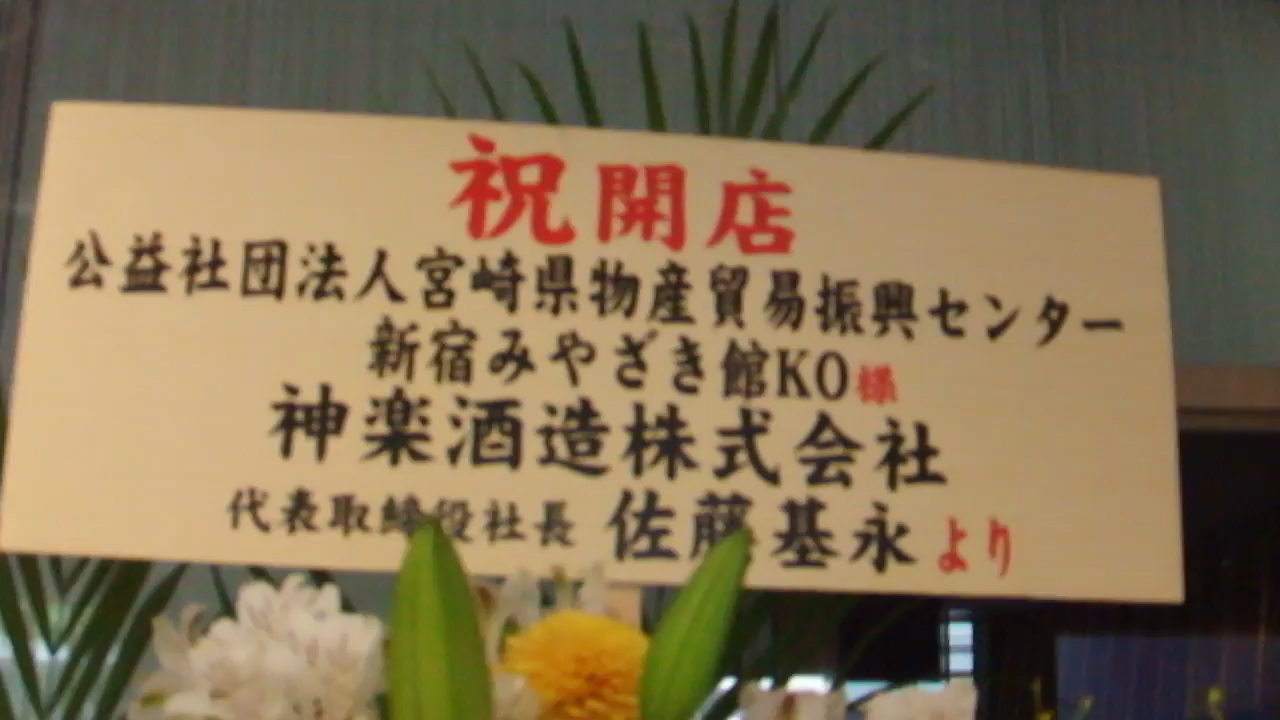 祝開店
公益社団法人宮崎県物産貿易振興センター
新宿みやざき館KO様
神楽酒造株式会社
代表取締役社長 佐藤基永より